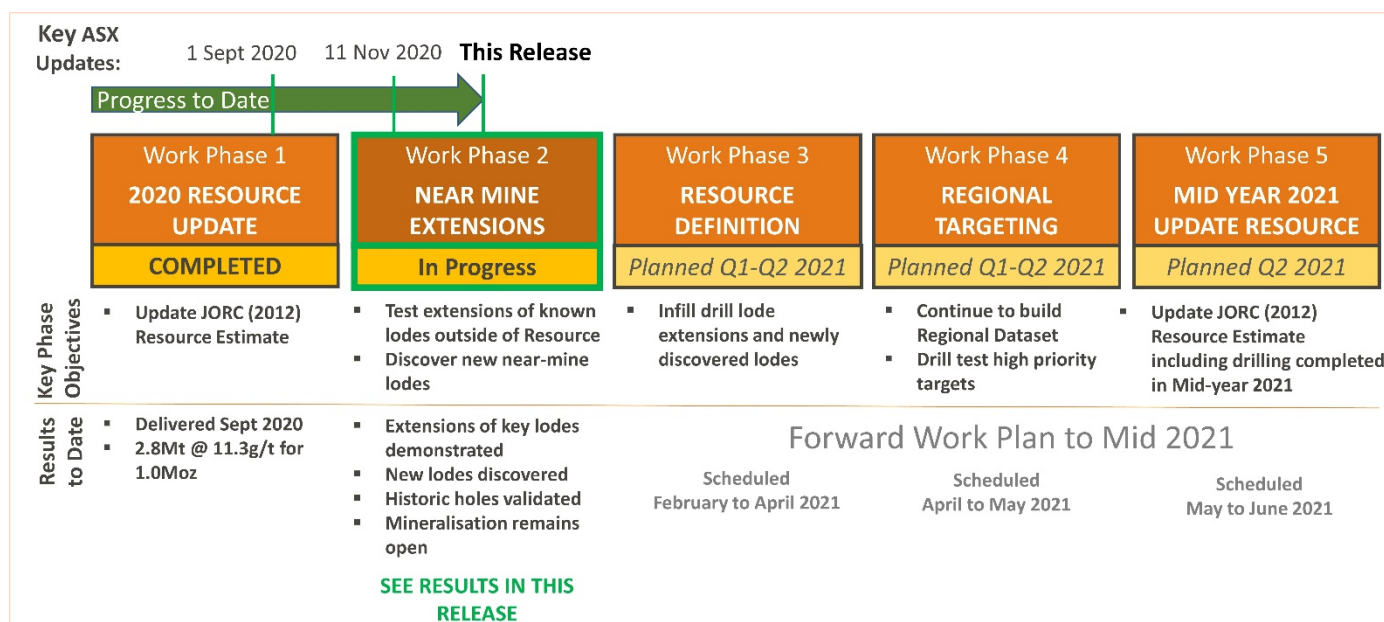 Key ASX
Updates:
1 Sept 2020
11 Nov 2020
This Release
Progress to Date
Work Phase 1
2020 RESOURCE
UPDATE
COMPLETED
Work Phase 2
NEAR MINE
EXTENSIONS
In Progress
Work Phase 3
RESOURCE
DEFINITION
Planned Q1-Q2 2021
Work Phase 4
REGIONAL
TARGETING
Planned Q1-Q2 2021
Work Phase 5
MID YEAR 2021
UPDATE RESOURCE
Planned Q2 2021
Key Phase
Objectives
▪ Update JORC (2012)
Resource Estimate
▪ Test extensions of known
lodes outside of Resource
▪ Discover new near-mine
lodes
▪ Infill drill lode
extensions and newly
discovered lodes
▪ Continue to build
Regional Dataset
▪ Drill test high priority
targets
▪ Update JORC (2012)
Resource Estimate
including drilling completed
in Mid-year 2021
Results
to Date
▪ Delivered Sept 2020
▪ 2.8Mt @ 11.3g/t for
1.0Moz
▪ Extensions of key lodes
demonstrated
▪ New lodes discovered
▪ Historic holes validated
▪ Mineralisation remains
open
SEE RESULTS IN THIS
RELEASE
Forward Work Plan to Mid 2021
Scheduled
February to April 2021
Scheduled
April to May 2021
Scheduled
May to June 2021